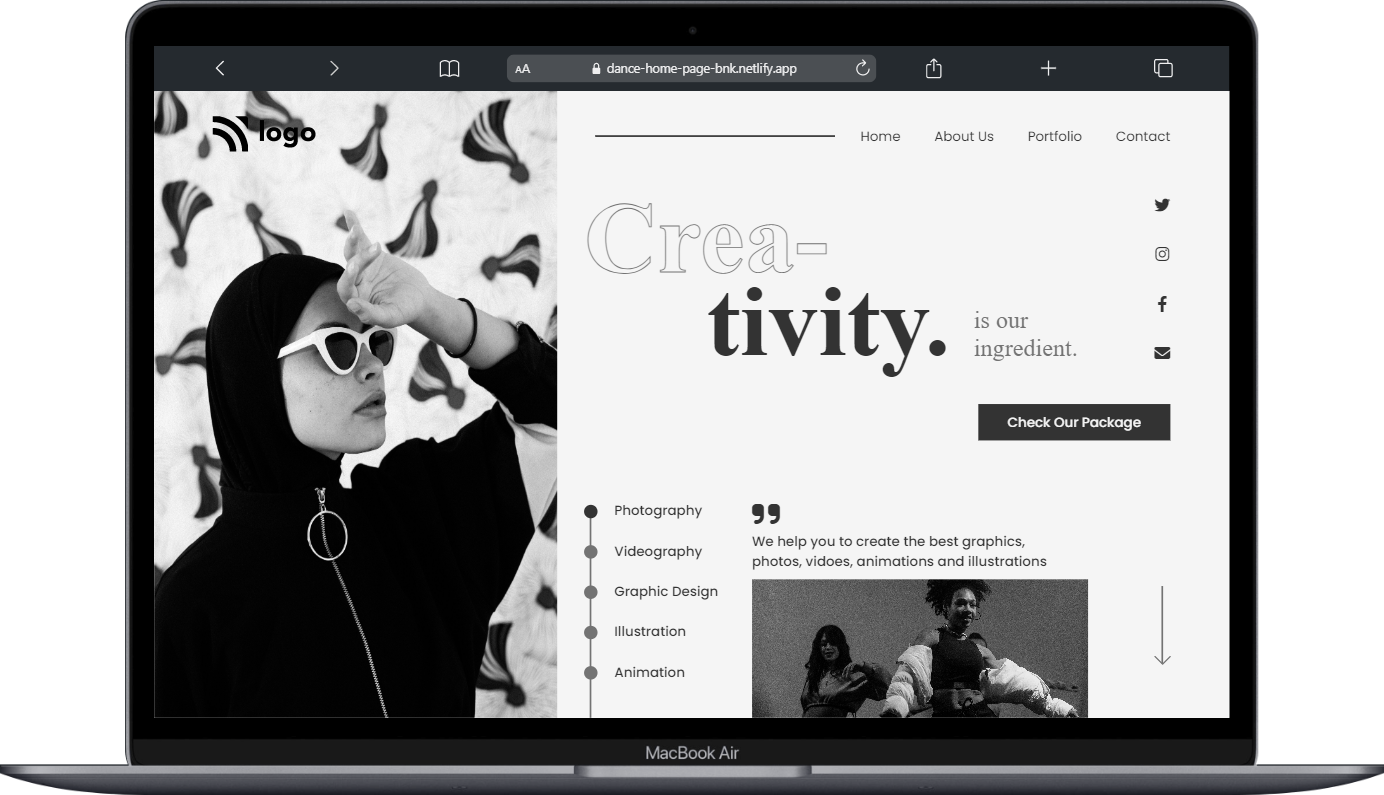 AA dance-home-page-bnk.netlify.app
logo
Home About Us Portfolio Contact
Crea-
tivity.
is our
ingredient.
Check Our Package
Photography
Videography
Graphic Design
Illustration
Animation
We help you to create the best graphics,
photos, vidoes, animations and illustrations
MacBook Air